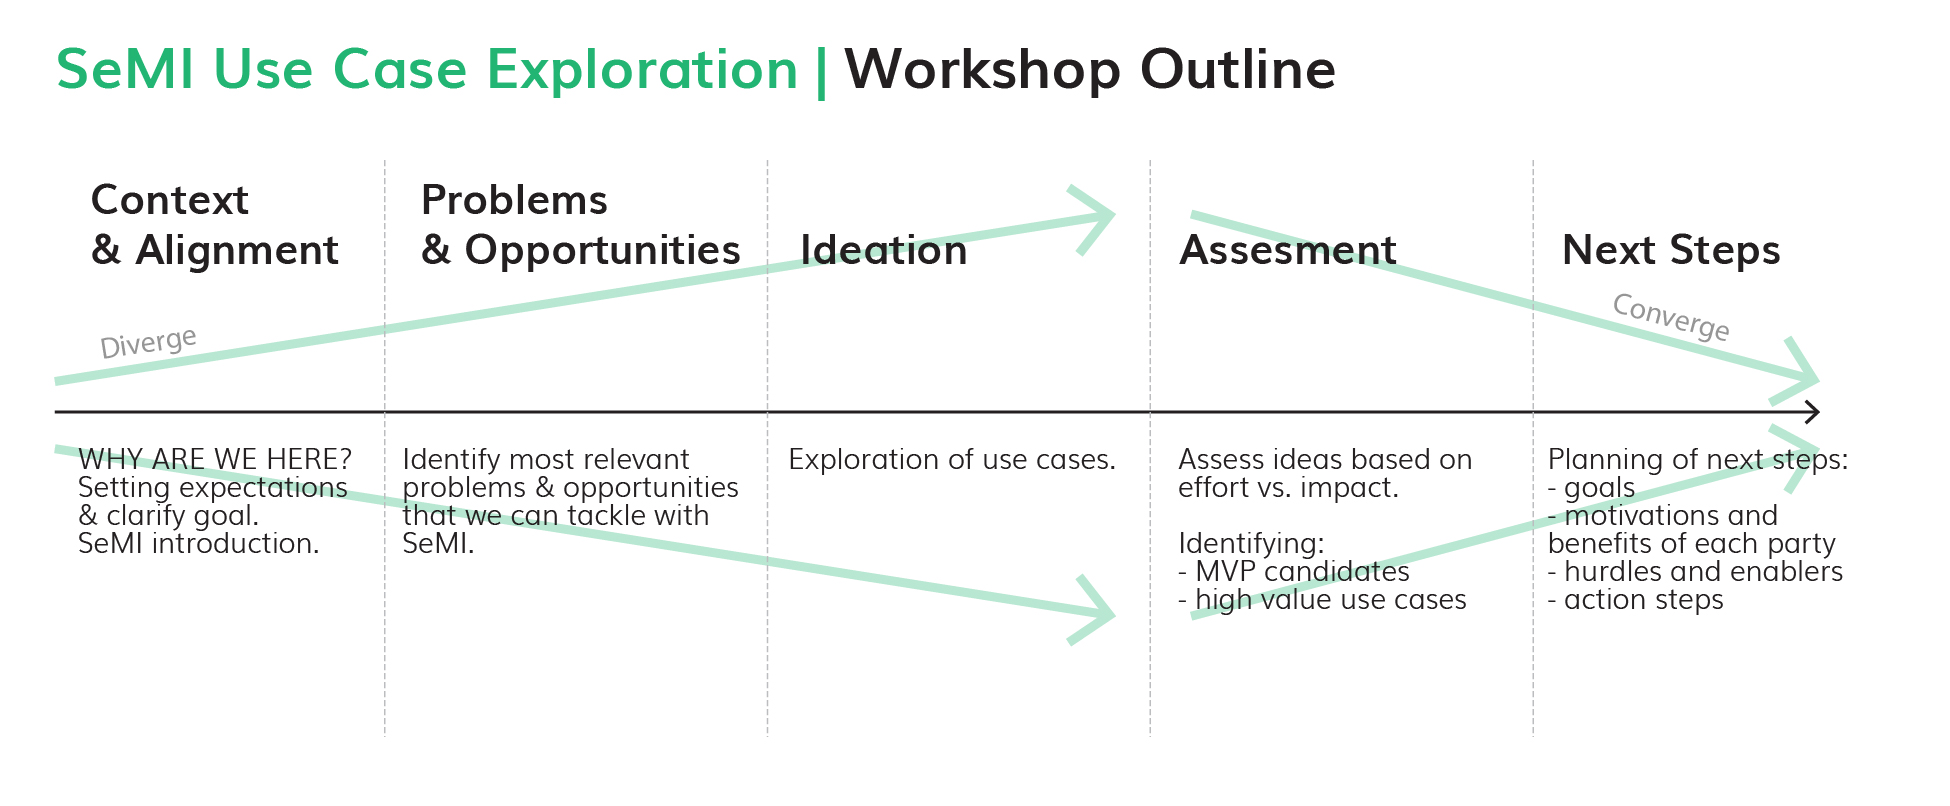 SeMI Use Case Exploration | Workshop Outline
Context
& Alignment
Problems
& Opportunities
Ideation
Assesment
Next Steps
Diverge
Converge
WHY ARE WE HERE?
Setting expectations
& clarify goal.
SeMI introduction.
Identify most relevant
problems & opportunities
that we can tackle with
SeMI.
Exploration of use cases.
Assess ideas based on
effort vs. impact.
Identifying:
- MVP candidates
- high value use cases
Planning of next steps:
- goals
- motivations and
benefits of each party
- hurdles and enablers
- action steps